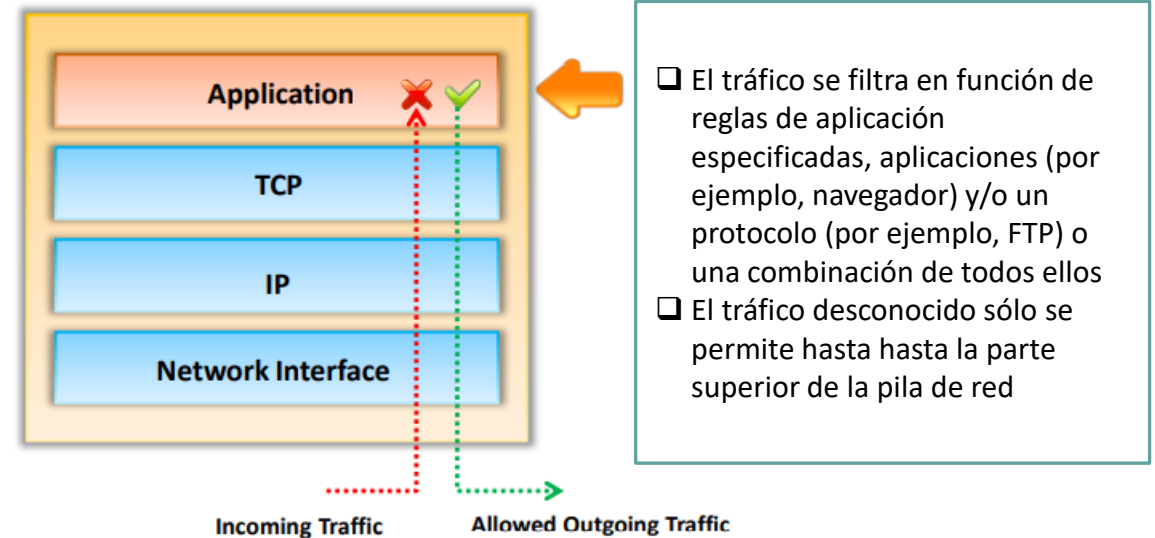 Application
TCP
IP
Network Interface
Incoming Traffic
Allowed Outgoing Traffic
❑ El tráfico se filtra en función de
reglas de aplicación
especificadas, aplicaciones (por
ejemplo, navegador) y/o un
protocolo (por ejemplo, FTP) o
una combinación de todos ellos
❑ El tráfico desconocido sólo se
permite hasta hasta la parte
superior de la pila de red